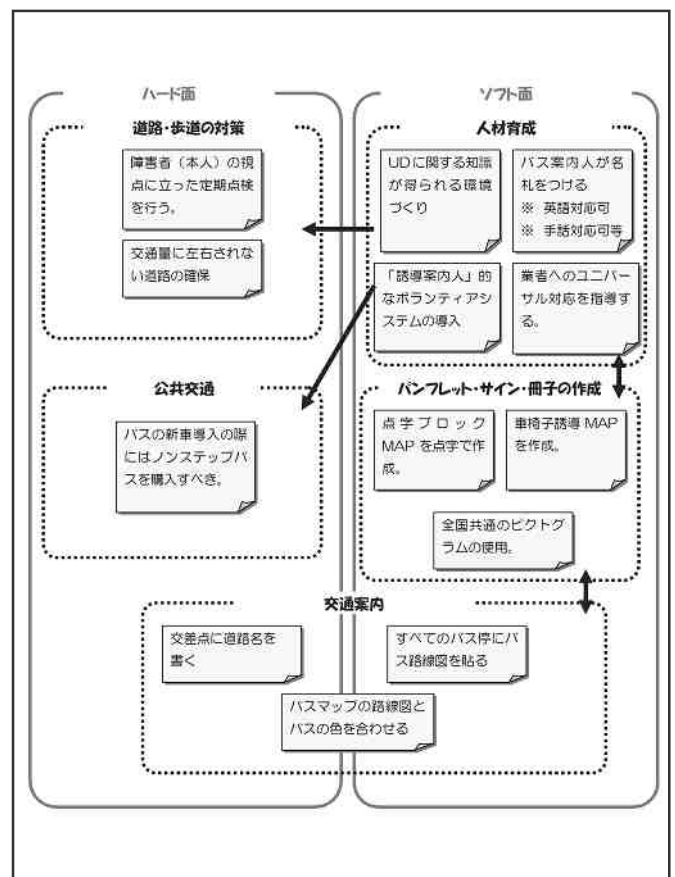 ハード面
道路・歩道の対策
障害者（本人）の視
点に立った定期点検
を行う。
交通量に左右されな
い道路の確保
公共交通
バスの新車導入の際
にはノンステップバ
スを購入すべき。
ソフト面
人材育成
UDに関する知識
が得られる環境
づくり
バス案内人が名
札をつける
※ 英語対応可
※ 手話対応可等
「誘導案内人」的
なボランティアシ
ステムの導入
業者へのユニバー
サル対応を指導す
る。
パンフレット・サイン・冊子の作成
点字ブロック
MAPを点字で作
成。
車椅子誘導MAP
を作成。
全国共通のピクトグ
ラムの使用。
交通案内
交差点に道路名を
書く
すべてのバス停にバ
ス路線図を貼る
バスマップの路線図と
バスの色を合わせる